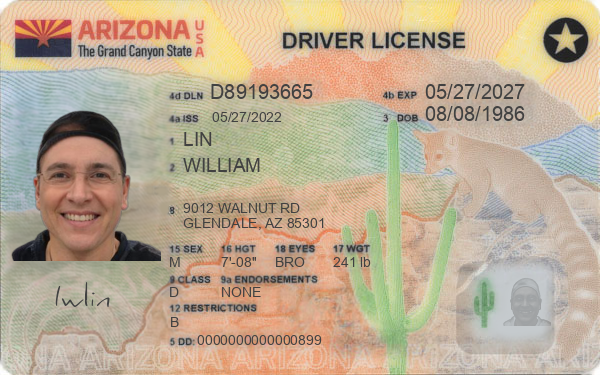 ARIZONA USA
The Grand Canyon State
DRIVER LICENSE
4d DLN D89193665
4b EXP 05/27/2027
4a ISS 05/27/2022
3 DOB 08/08/1986
1 LIN
2 WILLIAM
8 9012 WALNUT RD
GLENDALE, AZ 85301
15 SEX 16 HGT 18 EYES 17 WGT
M 7'-08" BRO 241 lb
9 CLASS 9a ENDORSEMENTS
D NONE
12 RESTRICTIONS
B
lwlin
5 DD: 0000000000000899
ARIZONA ARIZONA ARIZONA ARIZONA